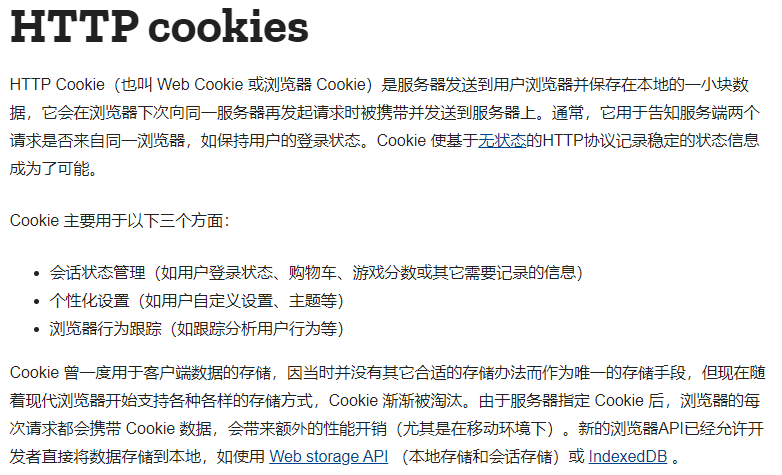 HTTP cookies
HTTP Cookie（也叫 Web Cookie 或浏览器 Cookie）是服务器发送到用户浏览器并保存在本地的一小块数
据，它会在浏览器下次向同一服务器再发起请求时被携带并发送到服务器上。通常，它用于告知服务端两个
请求是否来自同一浏览器，如保持用户的登录状态。Cookie 使基于无状态的HTTP协议记录稳定的状态信息
成为了可能。
Cookie 主要用于以下三个方面：
• 会话状态管理（如用户登录状态、购物车、游戏分数或其它需要记录的信息）
• 个性化设置（如用户自定义设置、主题等）
• 浏览器行为跟踪（如跟踪分析用户行为等）
Cookie 曾一度用于客户端数据的存储，因当时并没有其它合适的存储办法而作为唯一的存储手段，但现在随
着现代浏览器开始支持各种各样的存储方式，Cookie 渐渐被淘汰。由于服务器指定 Cookie 后，浏览器的每
次请求都会携带 Cookie 数据，会带来额外的性能开销（尤其是在移动环境下）。新的浏览器API已经允许开
发者直接将数据存储到本地，如使用 Web storage API （本地存储和会话存储）或 IndexedDB 。